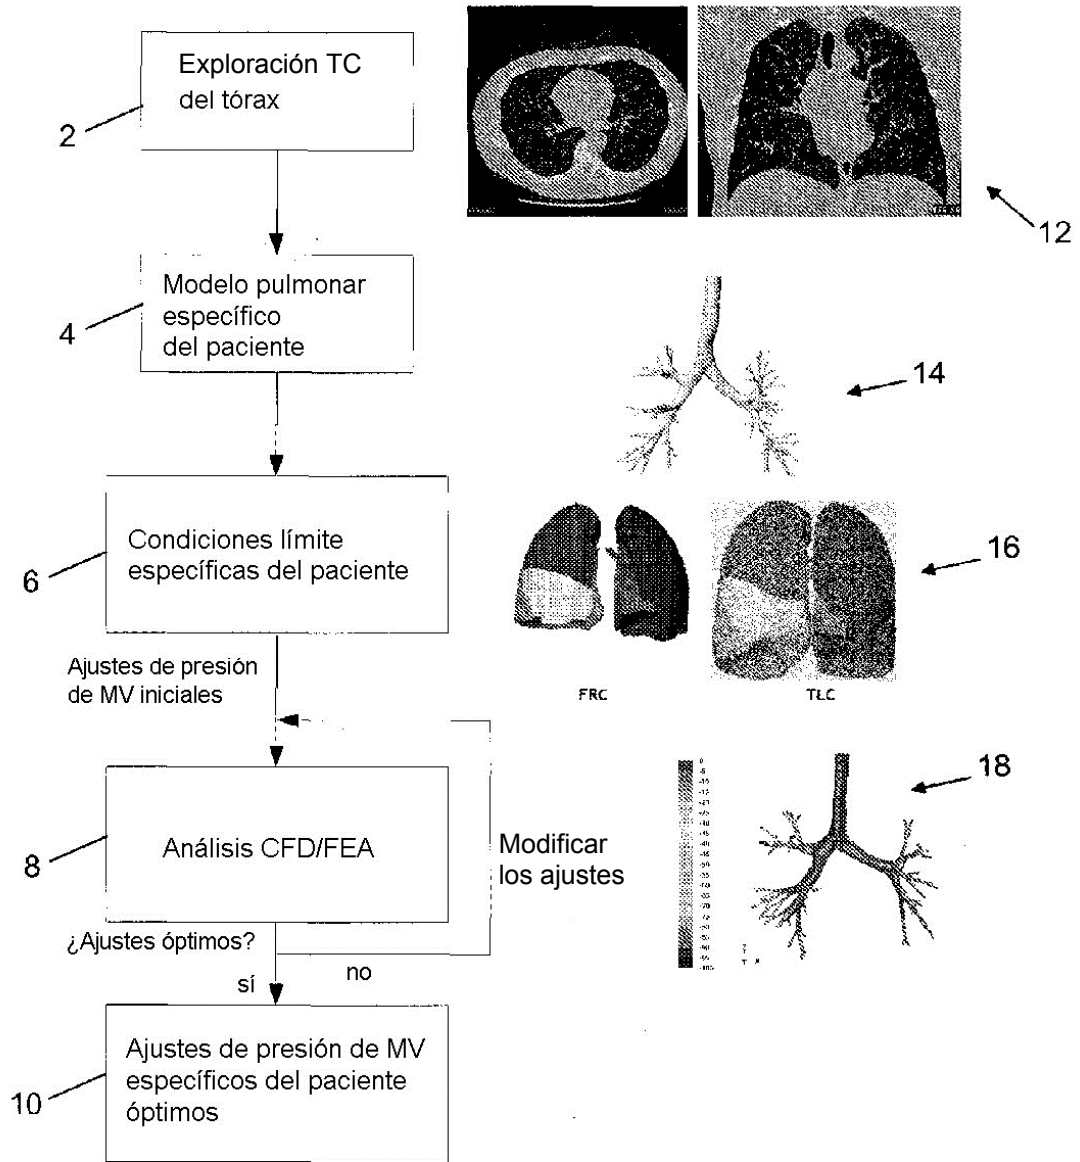 Exploración TC
del tórax
2
12
Modelo pulmonar
específico
del paciente
4
14
Condiciones límite
específicas del paciente
6
16
FRC
TLC
Ajustes de presión
de MV iniciales
18
Análisis CFD/FEA
8
Modificar
los ajustes
¿Ajustes óptimos?
sí
no
Ajustes de presión de MV
específicos del paciente
óptimos
10